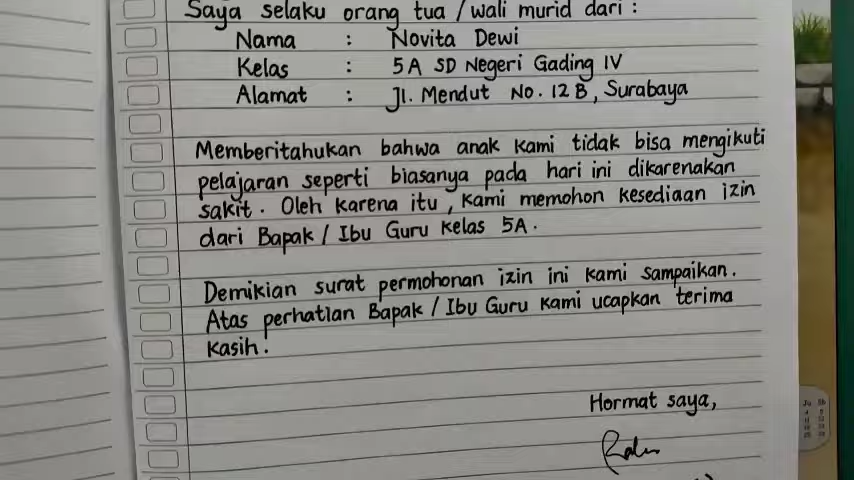 Saya selaku orang tua / wali murid dari :
Nama : Novita Dewi
Kelas : 5A SD Negeri Gading IV
Alamat : Jl. Mendut No. 12 B, Surabaya
Memberitahukan bahwa anak kami tidak bisa mengikuti
pelajaran seperti biasanya pada hari ini dikarenakan
sakit. Oleh karena itu, kami memohon kesediaan izin
dari Bapak / Ibu Guru kelas 5A.
Demikian surat permohonan izin ini kami sampaikan.
Atas perhatian Bapak / Ibu Guru kami ucapkan terima
kasih.
Hormat saya,